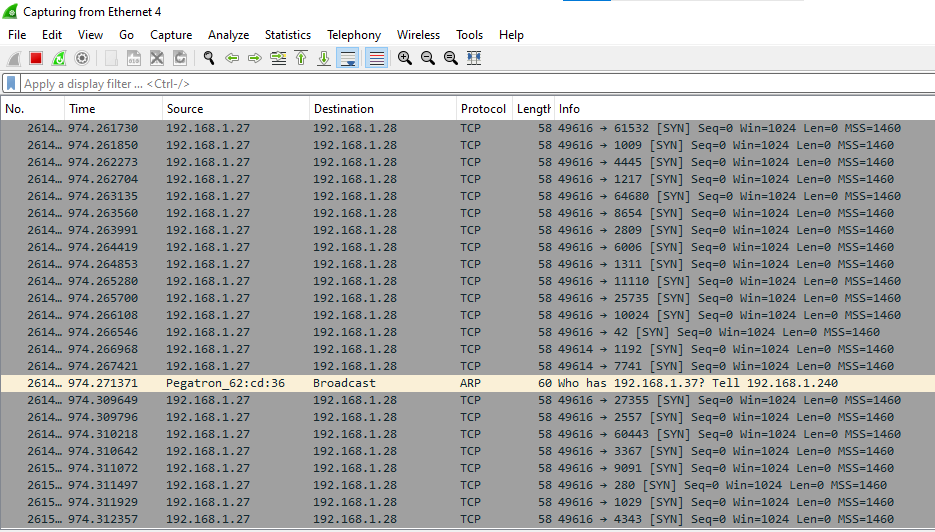 Capturing from Ethernet 4
File Edit View Go Capture Analyze Statistics Telephony Wireless Tools Help
Apply a display filter ... <Ctrl-/>
No. Time Source Destination Protocol Length Info
2614… 974.261730 192.168.1.27 192.168.1.28 TCP 58 49616 → 61532 [SYN] Seq=0 Win=1024 Len=0 MSS=1460
2614… 974.261850 192.168.1.27 192.168.1.28 TCP 58 49616 → 1009 [SYN] Seq=0 Win=1024 Len=0 MSS=1460
2614… 974.262273 192.168.1.27 192.168.1.28 TCP 58 49616 → 4445 [SYN] Seq=0 Win=1024 Len=0 MSS=1460
2614… 974.262704 192.168.1.27 192.168.1.28 TCP 58 49616 → 1217 [SYN] Seq=0 Win=1024 Len=0 MSS=1460
2614… 974.263135 192.168.1.27 192.168.1.28 TCP 58 49616 → 64680 [SYN] Seq=0 Win=1024 Len=0 MSS=1460
2614… 974.263560 192.168.1.27 192.168.1.28 TCP 58 49616 → 8654 [SYN] Seq=0 Win=1024 Len=0 MSS=1460
2614… 974.263991 192.168.1.27 192.168.1.28 TCP 58 49616 → 2809 [SYN] Seq=0 Win=1024 Len=0 MSS=1460
2614… 974.264419 192.168.1.27 192.168.1.28 TCP 58 49616 → 6006 [SYN] Seq=0 Win=1024 Len=0 MSS=1460
2614… 974.264853 192.168.1.27 192.168.1.28 TCP 58 49616 → 1311 [SYN] Seq=0 Win=1024 Len=0 MSS=1460
2614… 974.265280 192.168.1.27 192.168.1.28 TCP 58 49616 → 11110 [SYN] Seq=0 Win=1024 Len=0 MSS=1460
2614… 974.265700 192.168.1.27 192.168.1.28 TCP 58 49616 → 25735 [SYN] Seq=0 Win=1024 Len=0 MSS=1460
2614… 974.266108 192.168.1.27 192.168.1.28 TCP 58 49616 → 10024 [SYN] Seq=0 Win=1024 Len=0 MSS=1460
2614… 974.266546 192.168.1.27 192.168.1.28 TCP 58 49616 → 42 [SYN] Seq=0 Win=1024 Len=0 MSS=1460
2614… 974.266968 192.168.1.27 192.168.1.28 TCP 58 49614 → 1192 [SYN] Seq=0 Win=1024 Len=0 MSS=1460
2614… 974.267421 192.168.1.27 192.168.1.28 TCP 58 49614 → 7741 [SYN] Seq=0 Win=1024 Len=0 MSS=1460
2614… 974.271371 Pegatron_62:cd:36 Broadcast ARP 60 Who has 192.168.1.37? Tell 192.168.1.240
2614… 974.309649 192.168.1.27 192.168.1.28 TCP 58 49616 → 27355 [SYN] Seq=0 Win=1024 Len=0 MSS=1460
2614… 974.309796 192.168.1.27 192.168.1.28 TCP 58 49616 → 2557 [SYN] Seq=0 Win=1024 Len=0 MSS=1460
2614… 974.310218 192.168.1.27 192.168.1.28 TCP 58 49616 → 60443 [SYN] Seq=0 Win=1024 Len=0 MSS=1460
2614… 974.310642 192.168.1.27 192.168.1.28 TCP 58 49616 → 3367 [SYN] Seq=0 Win=1024 Len=0 MSS=1460
2615… 974.311072 192.168.1.27 192.168.1.28 TCP 58 49616 → 9091 [SYN] Seq=0 Win=1024 Len=0 MSS=1460
2615… 974.311497 192.168.1.27 192.168.1.28 TCP 58 49616 → 280 [SYN] Seq=0 Win=1024 Len=0 MSS=1460
2615… 974.311929 192.168.1.27 192.168.1.28 TCP 58 49616 → 1029 [SYN] Seq=0 Win=1024 Len=0 MSS=1460
2615… 974.312357 192.168.1.27 192.168.1.28 TCP 58 49616 → 4343 [SYN] Seq=0 Win=1024 Len=0 MSS=1460